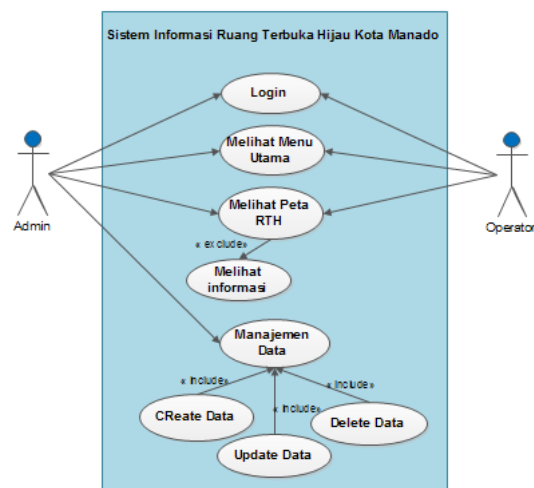 Sistem Informasi Ruang Terbuka Hijau Kota Manado
Login
Melihat Menu
Utama
Melihat Peta
RTH
Admin
Operator
« exclude»
Melihat
informasi
Manajemen
Data
« include»
« include»
« include»
CReate Data
Delete Data
Update Data